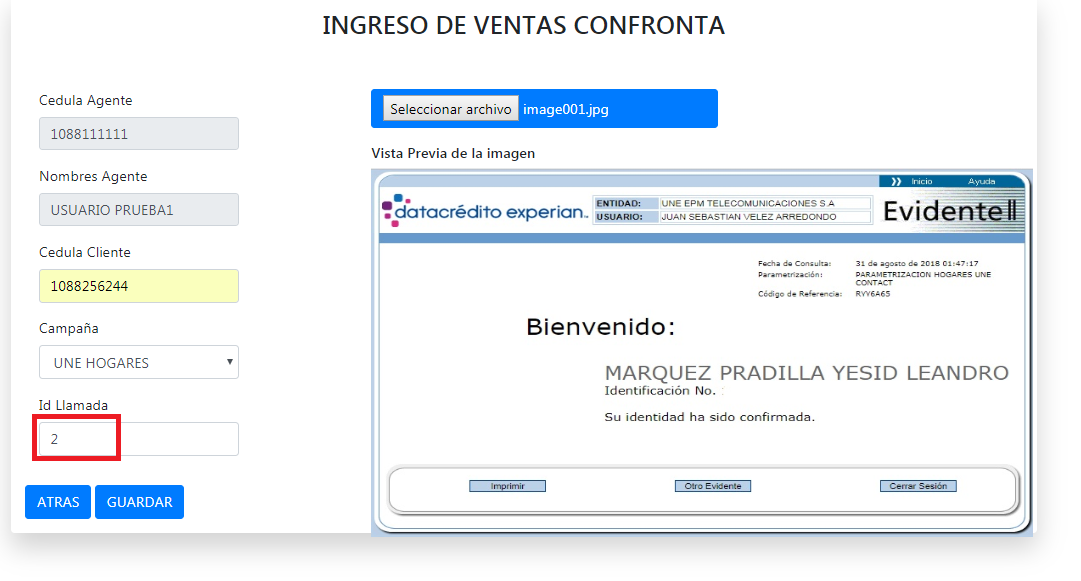 INGRESO DE VENTAS CONFRONTA
Cedula Agente
1088111111
Nombres Agente
USUARIO PRUEBA1
Cedula Cliente
1088256244
Campaña
UNE HOGARES
Id Llamada
2
ATRAS GUARDAR
Seleccionar archivo image001.jpg
Vista Previa de la imagen
Inicio Ayuda
datacrédito experian
ENTIDAD: UNE EPM TELECOMUNICACIONES S.A
USUARIO: JUAN SEBASTIAN VELEZ ARREDONDO
Evidente II
Fecha de Consulta: 31 de agosto de 2018 01:47:17
Parametrización: PARAMETRIZACION HOGARES UNE
CONTACT
Código de Referencia: RYY6A65
Bienvenido:
MARQUEZ PRADILLA YESID LEANDRO
Identificación No.
Su identidad ha sido confirmada.
Imprimir Otro Evidente Cerrar Sesión